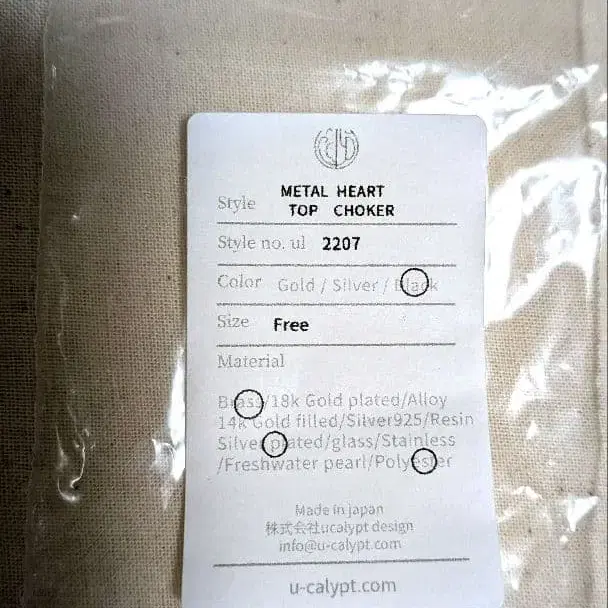 Style METAL HEART
TOP CHOKER
Style no. ul 2207
Color Gold / Silver / Black
Size Free
Material
Brass/18k Gold plated/Alloy
14k Gold filled/Silver925/Resin
Silver plated/glass/Stainless
/Freshwater pearl/Polyester
Made in japan
株式会社ucalypt design
info@u-calypt.com
u-calypt.com